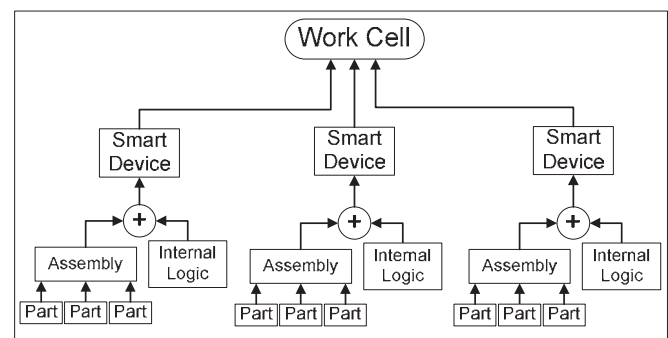 Work Cell
Smart
Device
Smart
Device
Smart
Device
+
+
+
Assembly
Internal
Logic
Assembly
Internal
Logic
Assembly
Internal
Logic
Part Part Part
Part Part Part
Part Part Part